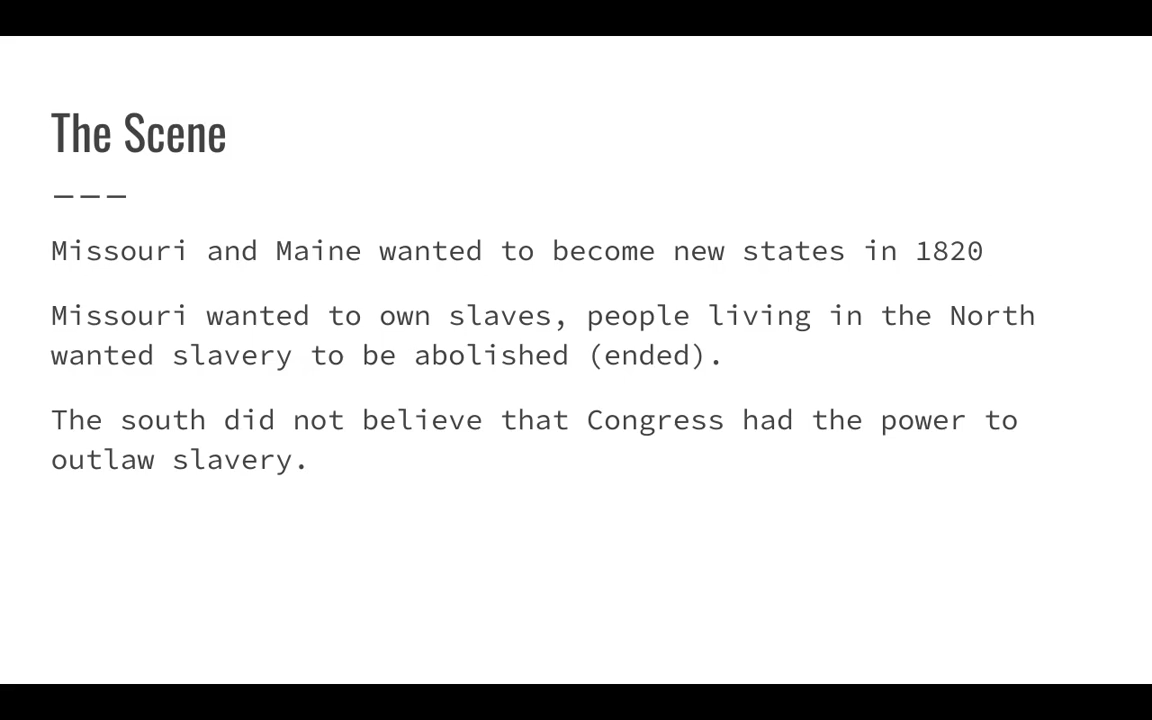 The Scene
———
Missouri and Maine wanted to become new states in 1820
Missouri wanted to own slaves, people living in the North
wanted slavery to be abolished (ended).
The south did not believe that Congress had the power to
outlaw slavery.